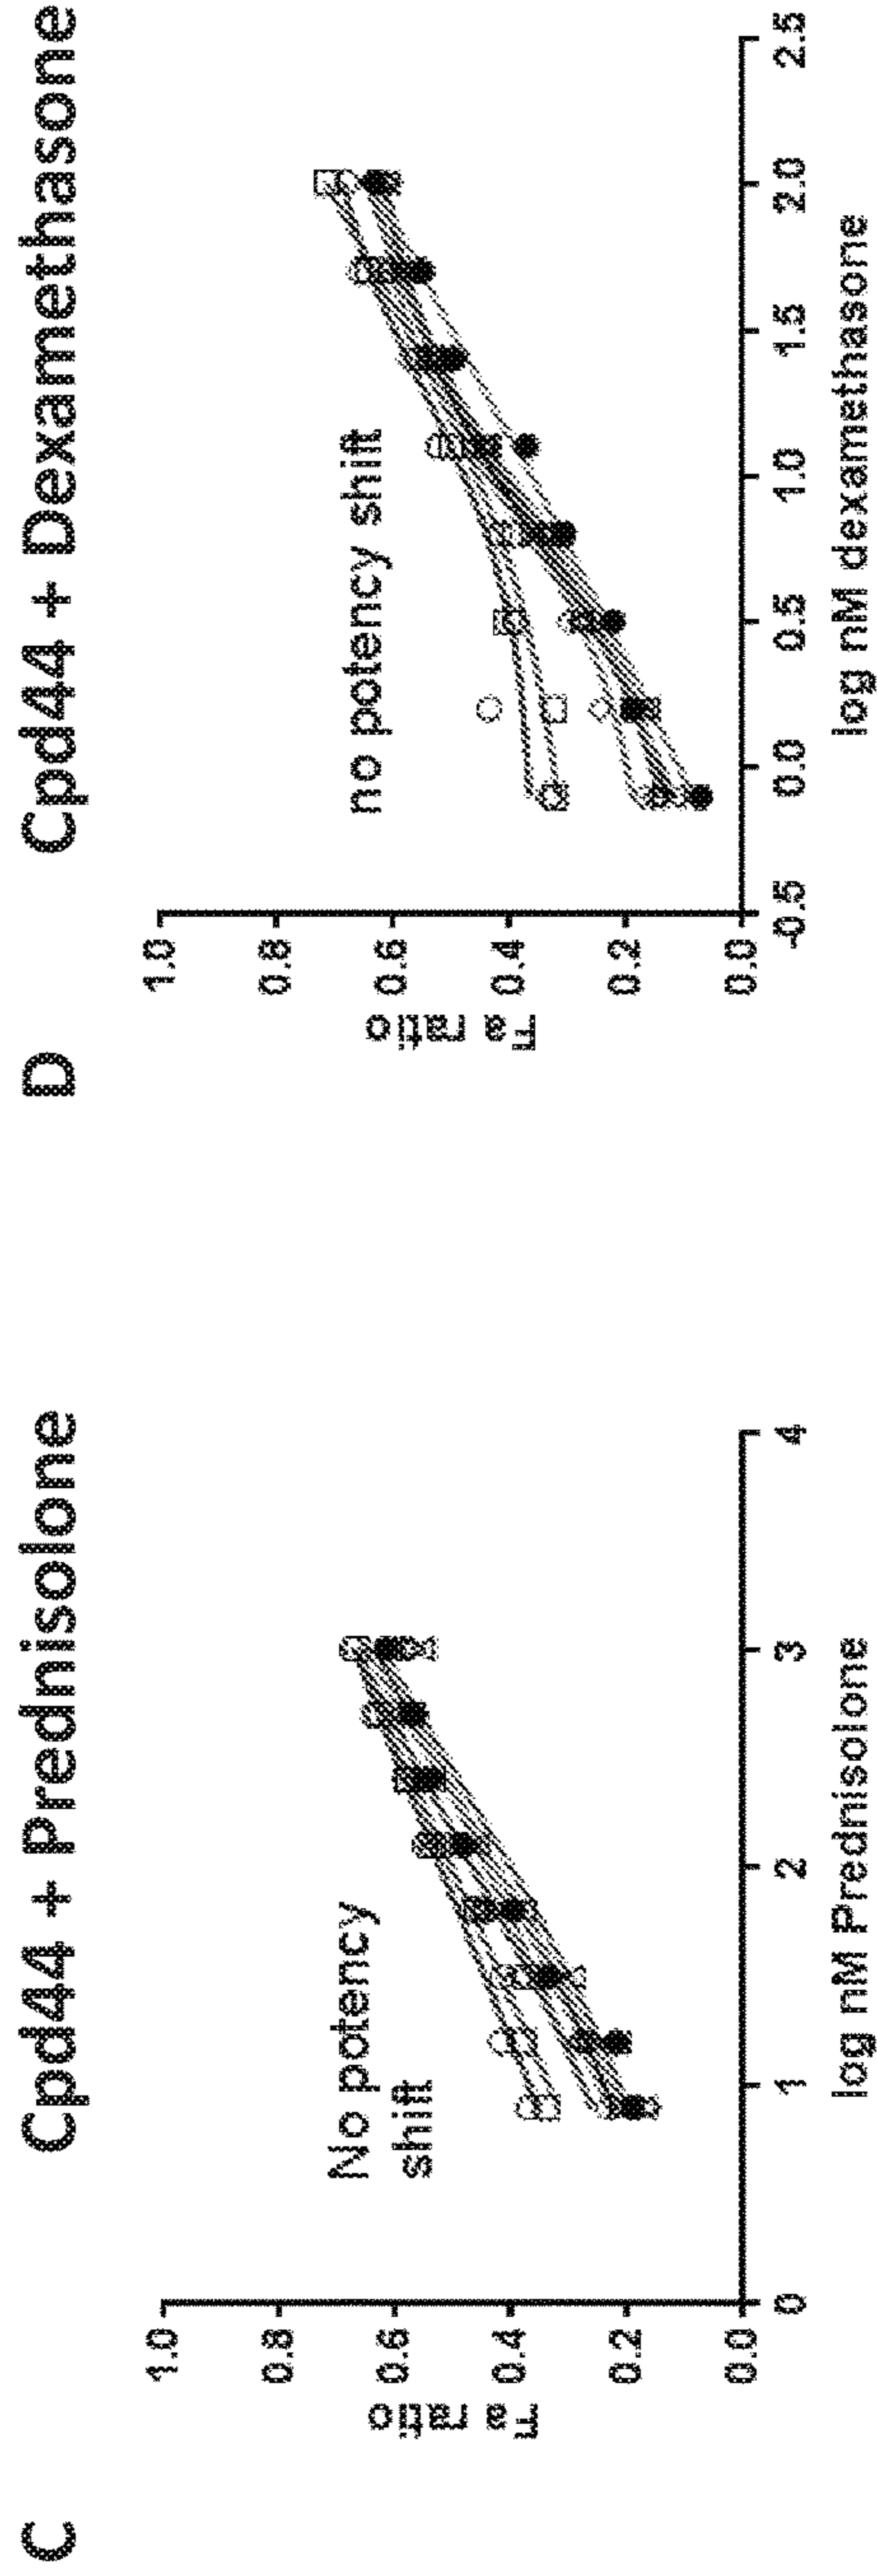 C
Cpd44 + Prednisolone
No potency
shift
Fa ratio
1.0
0.8
0.6
0.4
0.2
0.0
0
1
2
3
4
log nM Prednisolone
D
Cpd44 + Dexamethasone
no potency shift
Fa ratio
1.0
0.8
0.6
0.4
0.2
0.0
-0.5
0.0
0.5
1.0
1.5
2.0
2.5
log nM dexamethasone